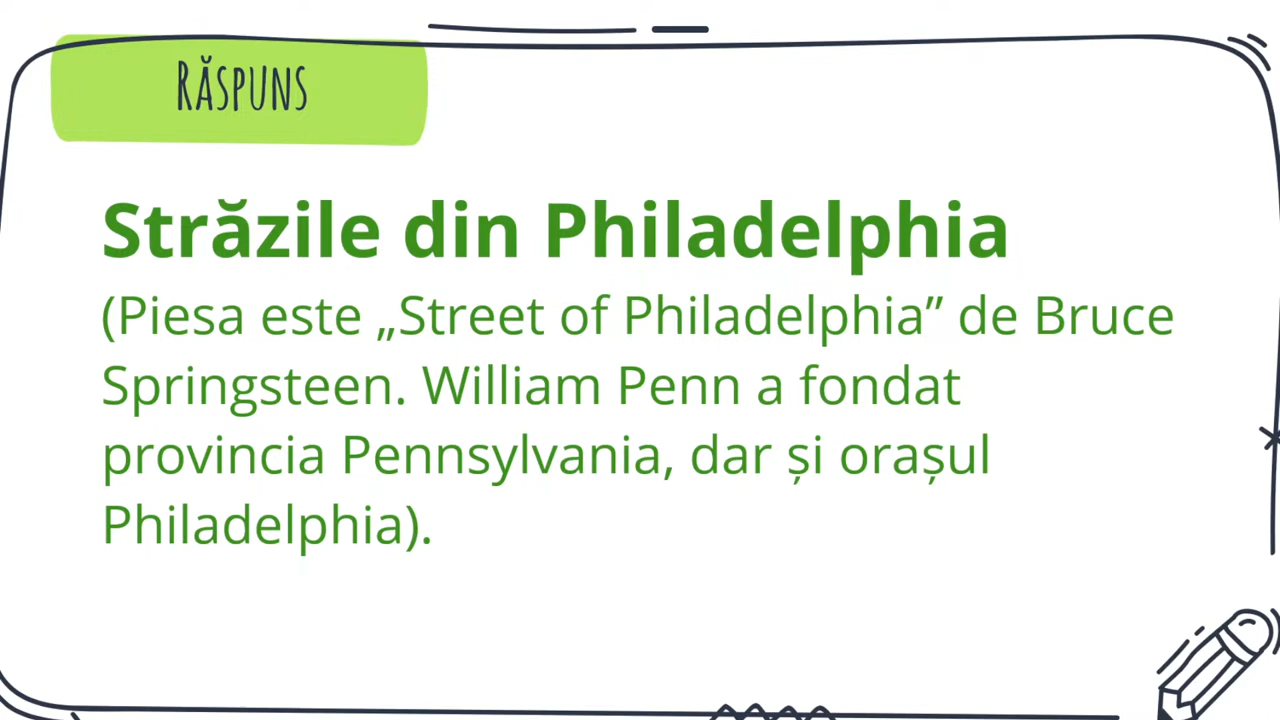 RĂSPUNS
Străzile din Philadelphia
(Piesa este „Street of Philadelphia” de Bruce
Springsteen. William Penn a fondat
provincia Pennsylvania, dar și orașul
Philadelphia).